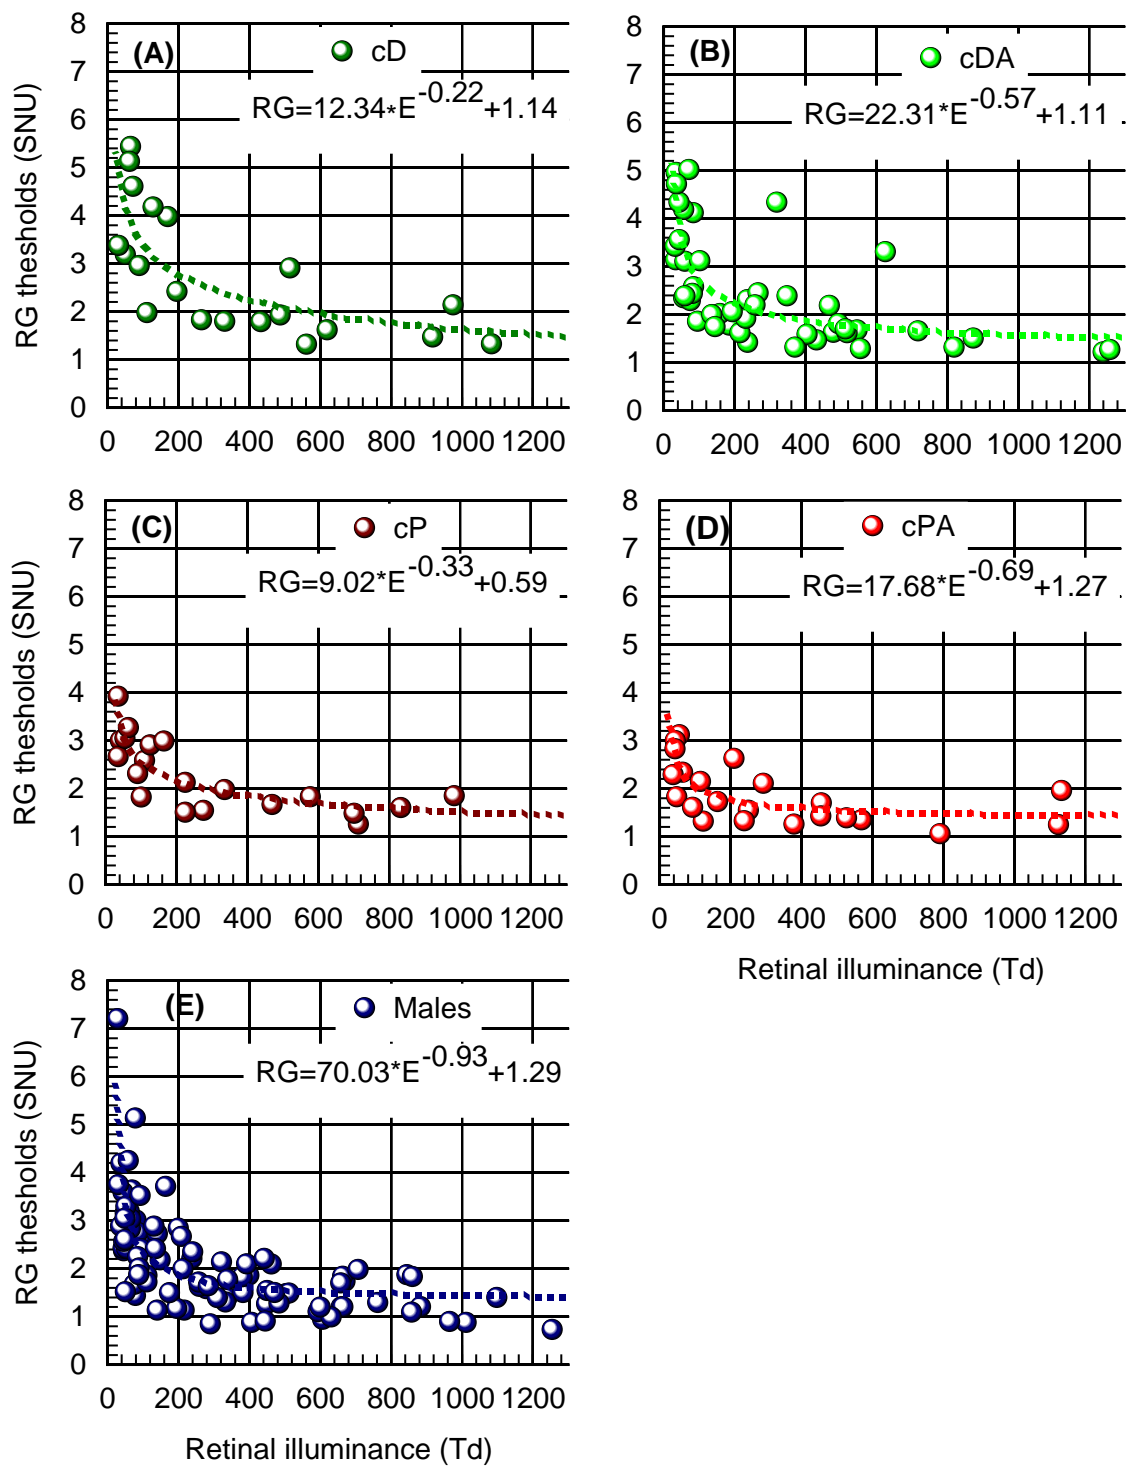 8
7
6
5
4
3
2
1
0
RG thesholds (SNU)
(A)
cD
RG=12.34*E^-0.22+1.14
0 200 400 600 800 1000 1200
8
7
6
5
4
3
2
1
0
(B)
cDA
RG=22.31*E^-0.57+1.11
0 200 400 600 800 1000 1200
8
7
6
5
4
3
2
1
0
RG thesholds (SNU)
(C)
cP
RG=9.02*E^-0.33+0.59
0 200 400 600 800 1000 1200
8
7
6
5
4
3
2
1
0
(D)
cPA
RG=17.68*E^-0.69+1.27
0 200 400 600 800 1000 1200
Retinal illuminance (Td)
8
7
6
5
4
3
2
1
0
RG thesholds (SNU)
(E)
Males
RG=70.03*E^-0.93+1.29
0 200 400 600 800 1000 1200
Retinal illuminance (Td)